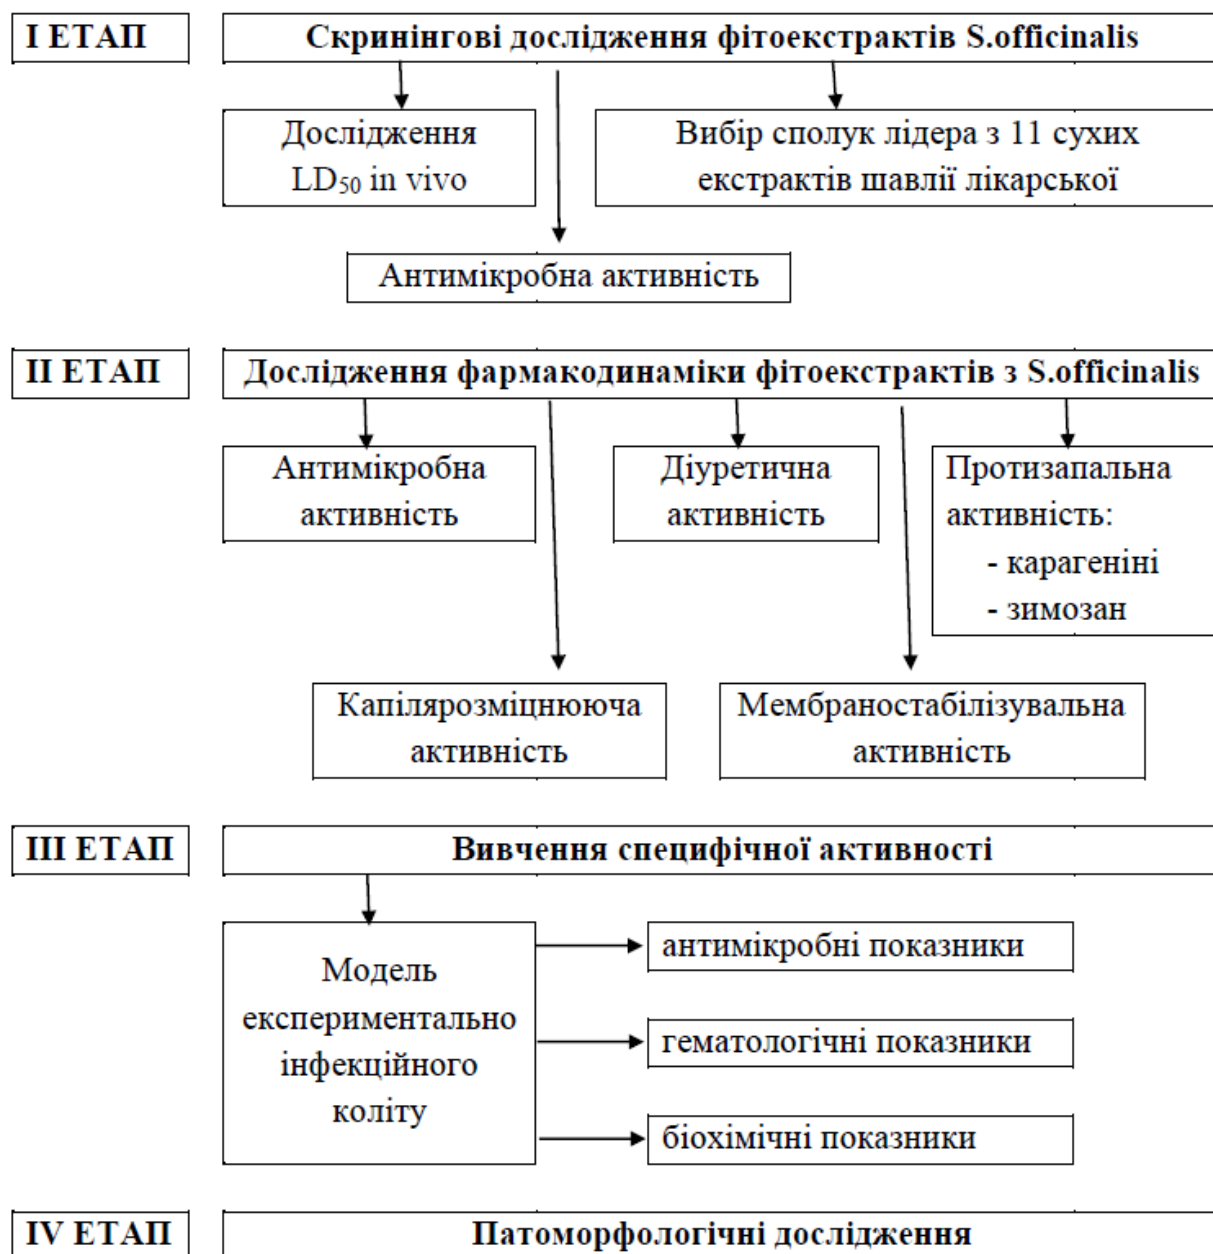 I ЕТАП
Скринінгові дослідження фітоекстрактів S.officinalis
Дослідження
LD50 in vivo
Вибір сполук лідера з 11 сухих
екстрактів шавлії лікарської
Антимікробна активність
II ЕТАП
Дослідження фармакодинаміки фітоекстрактів з S.officinalis
Антимікробна
активність
Діуретична
активність
Протизапальна
активність:
- карагеніні
- зимозан
Капілярозміцнююча
активність
Мембраностабілізувальна
активність
III ЕТАП
Вивчення специфічної активності
Модель
експериментально
інфекційного
коліту
антимікробні показники
гематологічні показники
біохімічні показники
IV ЕТАП
Патоморфологічні дослідження